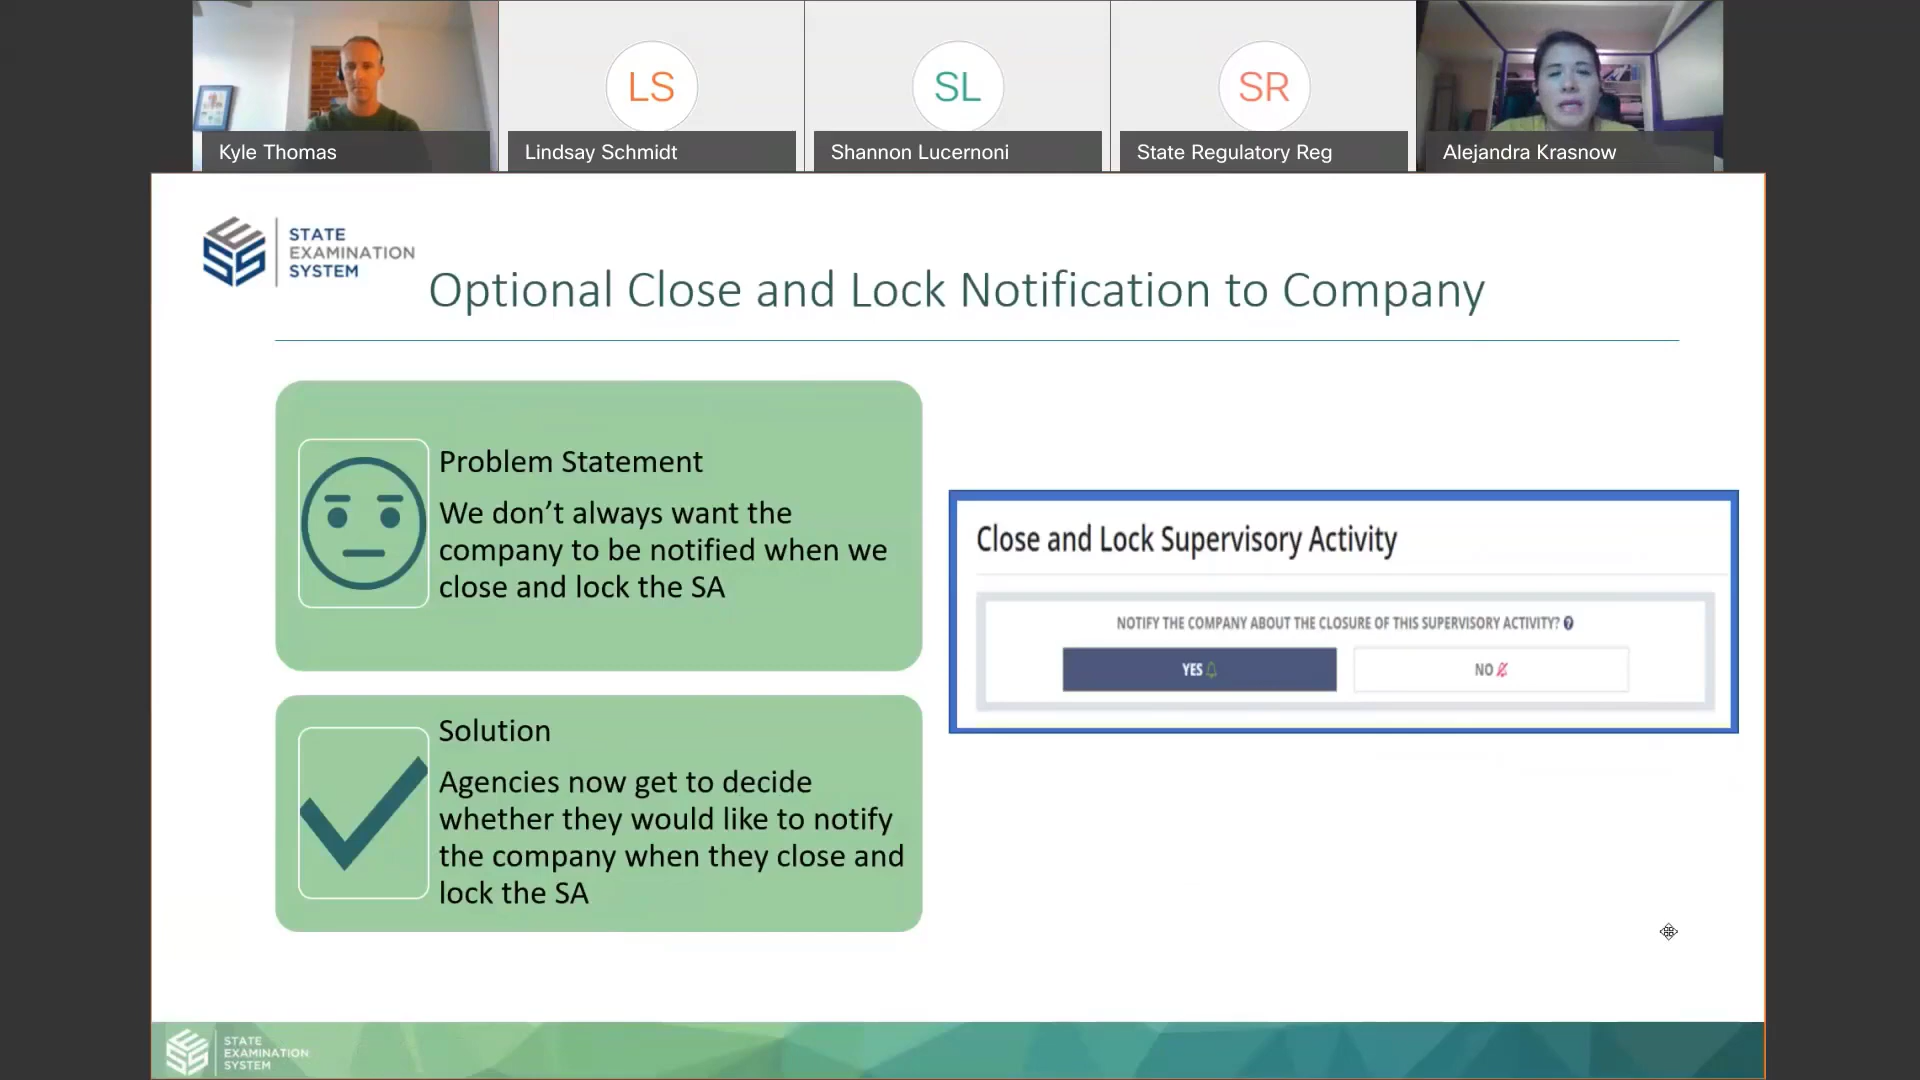 LS
SL
SR
Kyle Thomas
Lindsay Schmidt
Shannon Lucernoni
State Regulatory Reg
Alejandra Krasnow
STATE
EXAMINATION
SYSTEM
Optional Close and Lock Notification to Company
Problem Statement
We don’t always want the
company to be notified when we
close and lock the SA
Solution
Agencies now get to decide
whether they would like to notify
the company when they close and
lock the SA
Close and Lock Supervisory Activity
NOTIFY THE COMPANY ABOUT THE CLOSURE OF THIS SUPERVISORY ACTIVITY? ?
YES
NO
STATE
EXAMINATION
SYSTEM